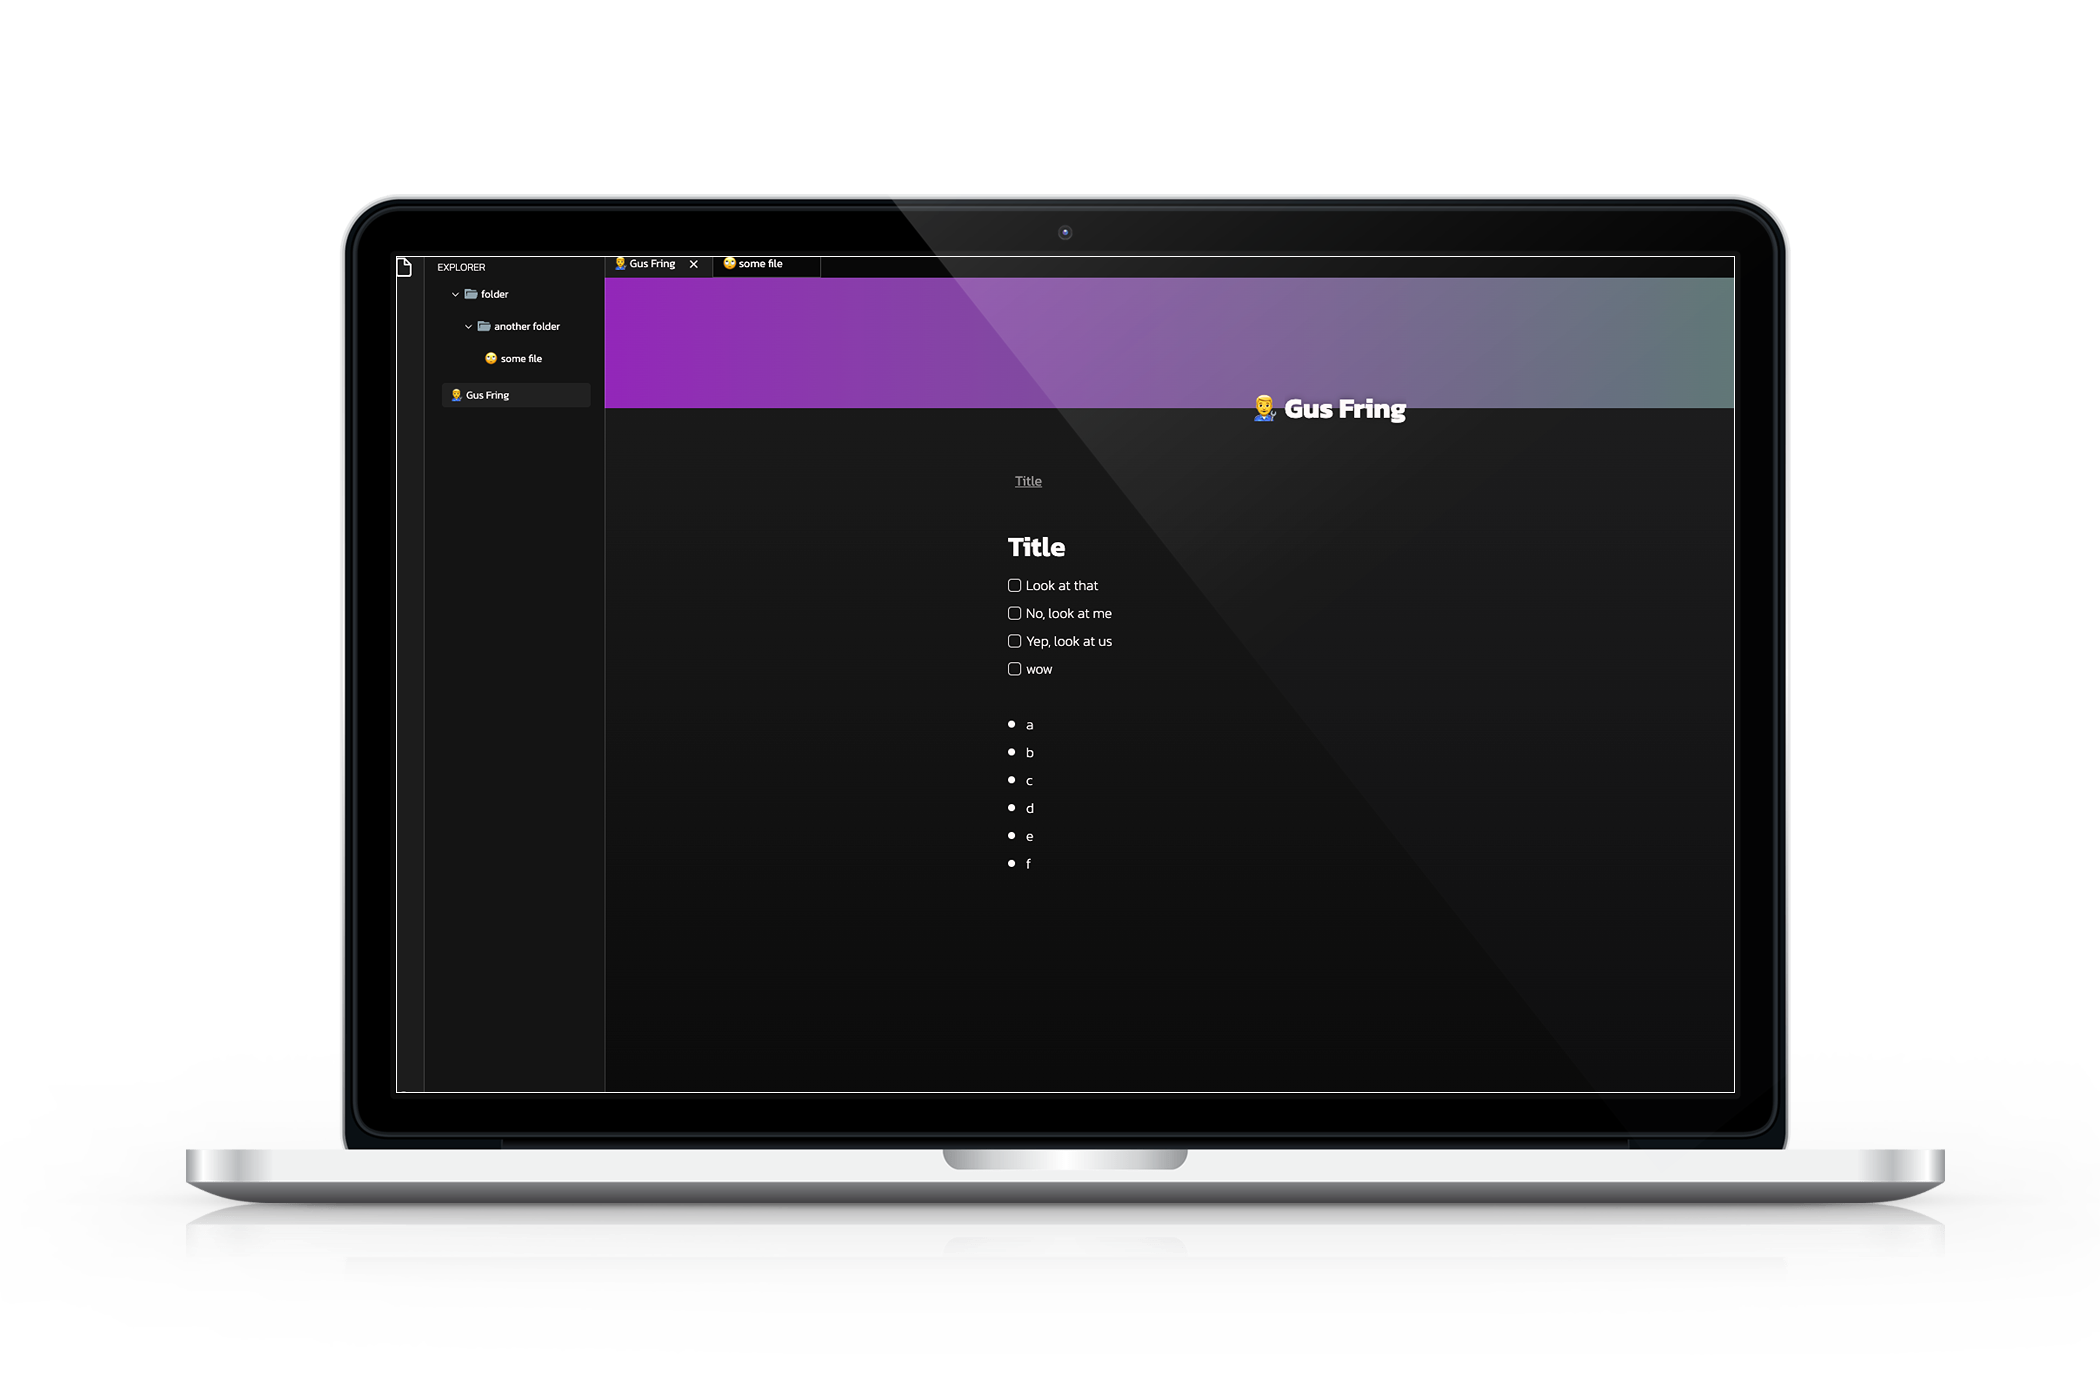 EXPLORER
folder
another folder
some file
Gus Fring
Gus Fring
some file
Gus Fring
Title
Title
Look at that
No, look at me
Yep, look at us
wow
a
b
c
d
e
f